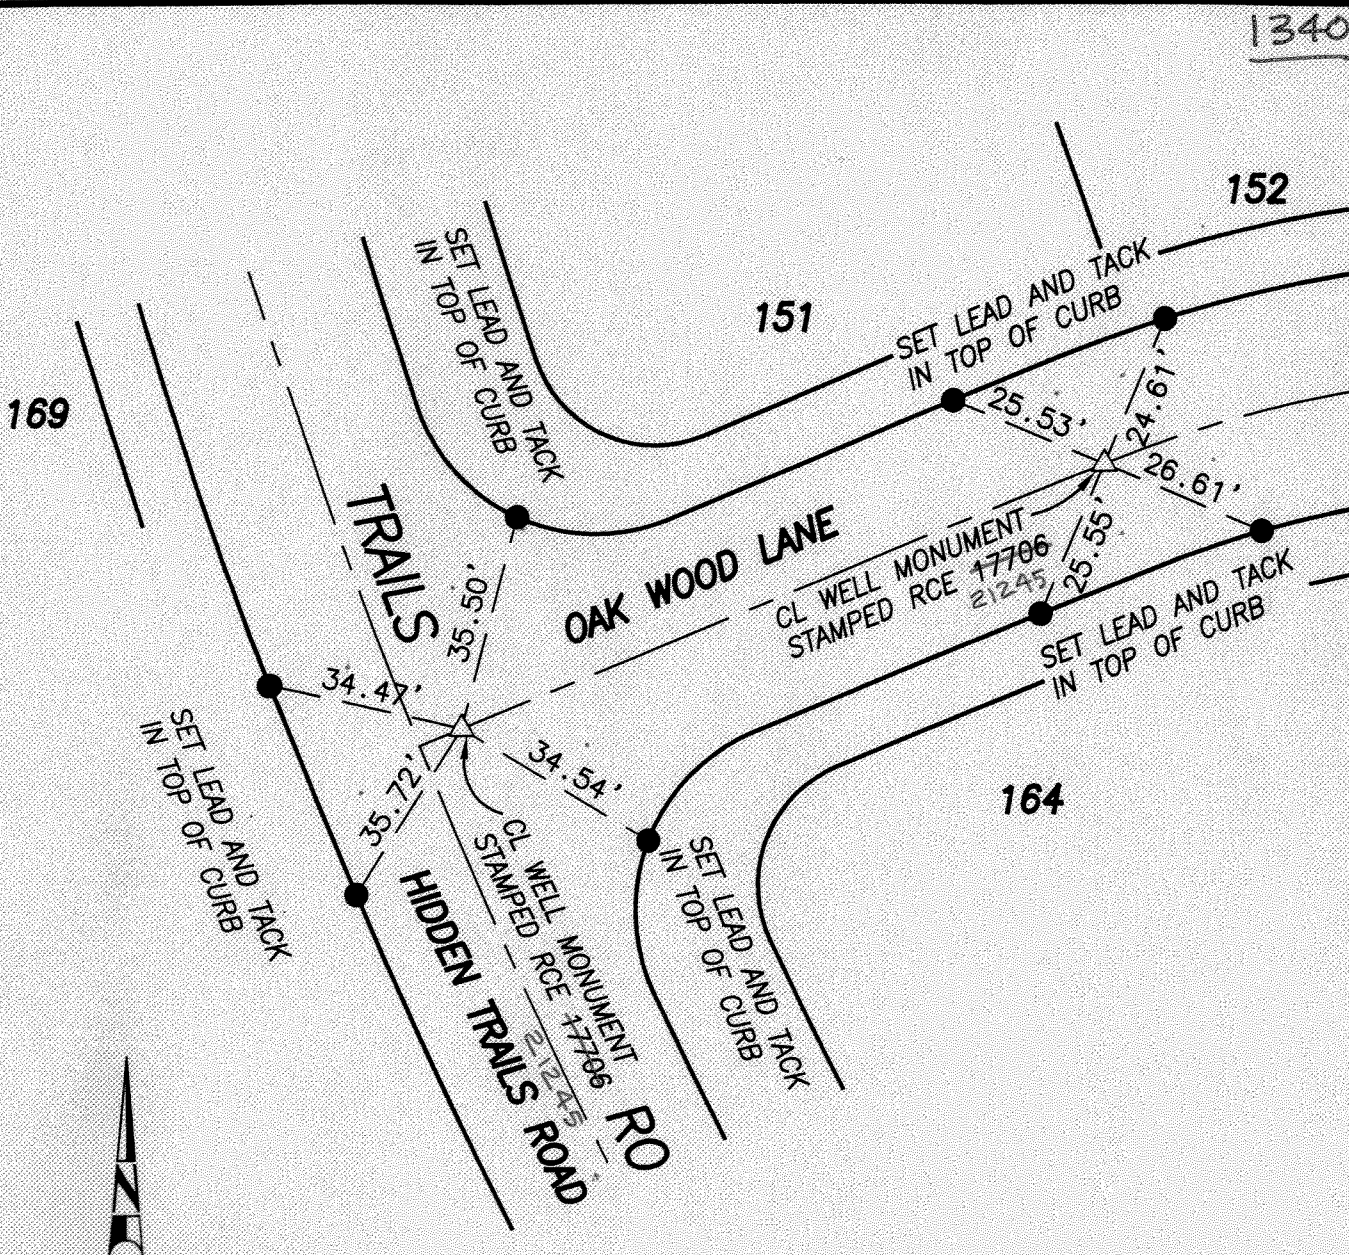 1340
152
SET LEAD AND TACK
IN TOP OF CURB
151
SET LEAD AND TACK
IN TOP OF CURB
169
25.53'
24.61'
26.61'
25.55'
TRAILS
35.50'
OAK WOOD LANE
CL WELL MONUMENT
STAMPED RCE 17706
21245
SET LEAD AND TACK
IN TOP OF CURB
34.47'
SET LEAD AND TACK
IN TOP OF CURB
35.72'
34.54'
164
CL WELL MONUMENT
STAMPED RCE 17706
21245
SET LEAD AND TACK
IN TOP OF CURB
HIDDEN TRAILS ROAD
RO
N